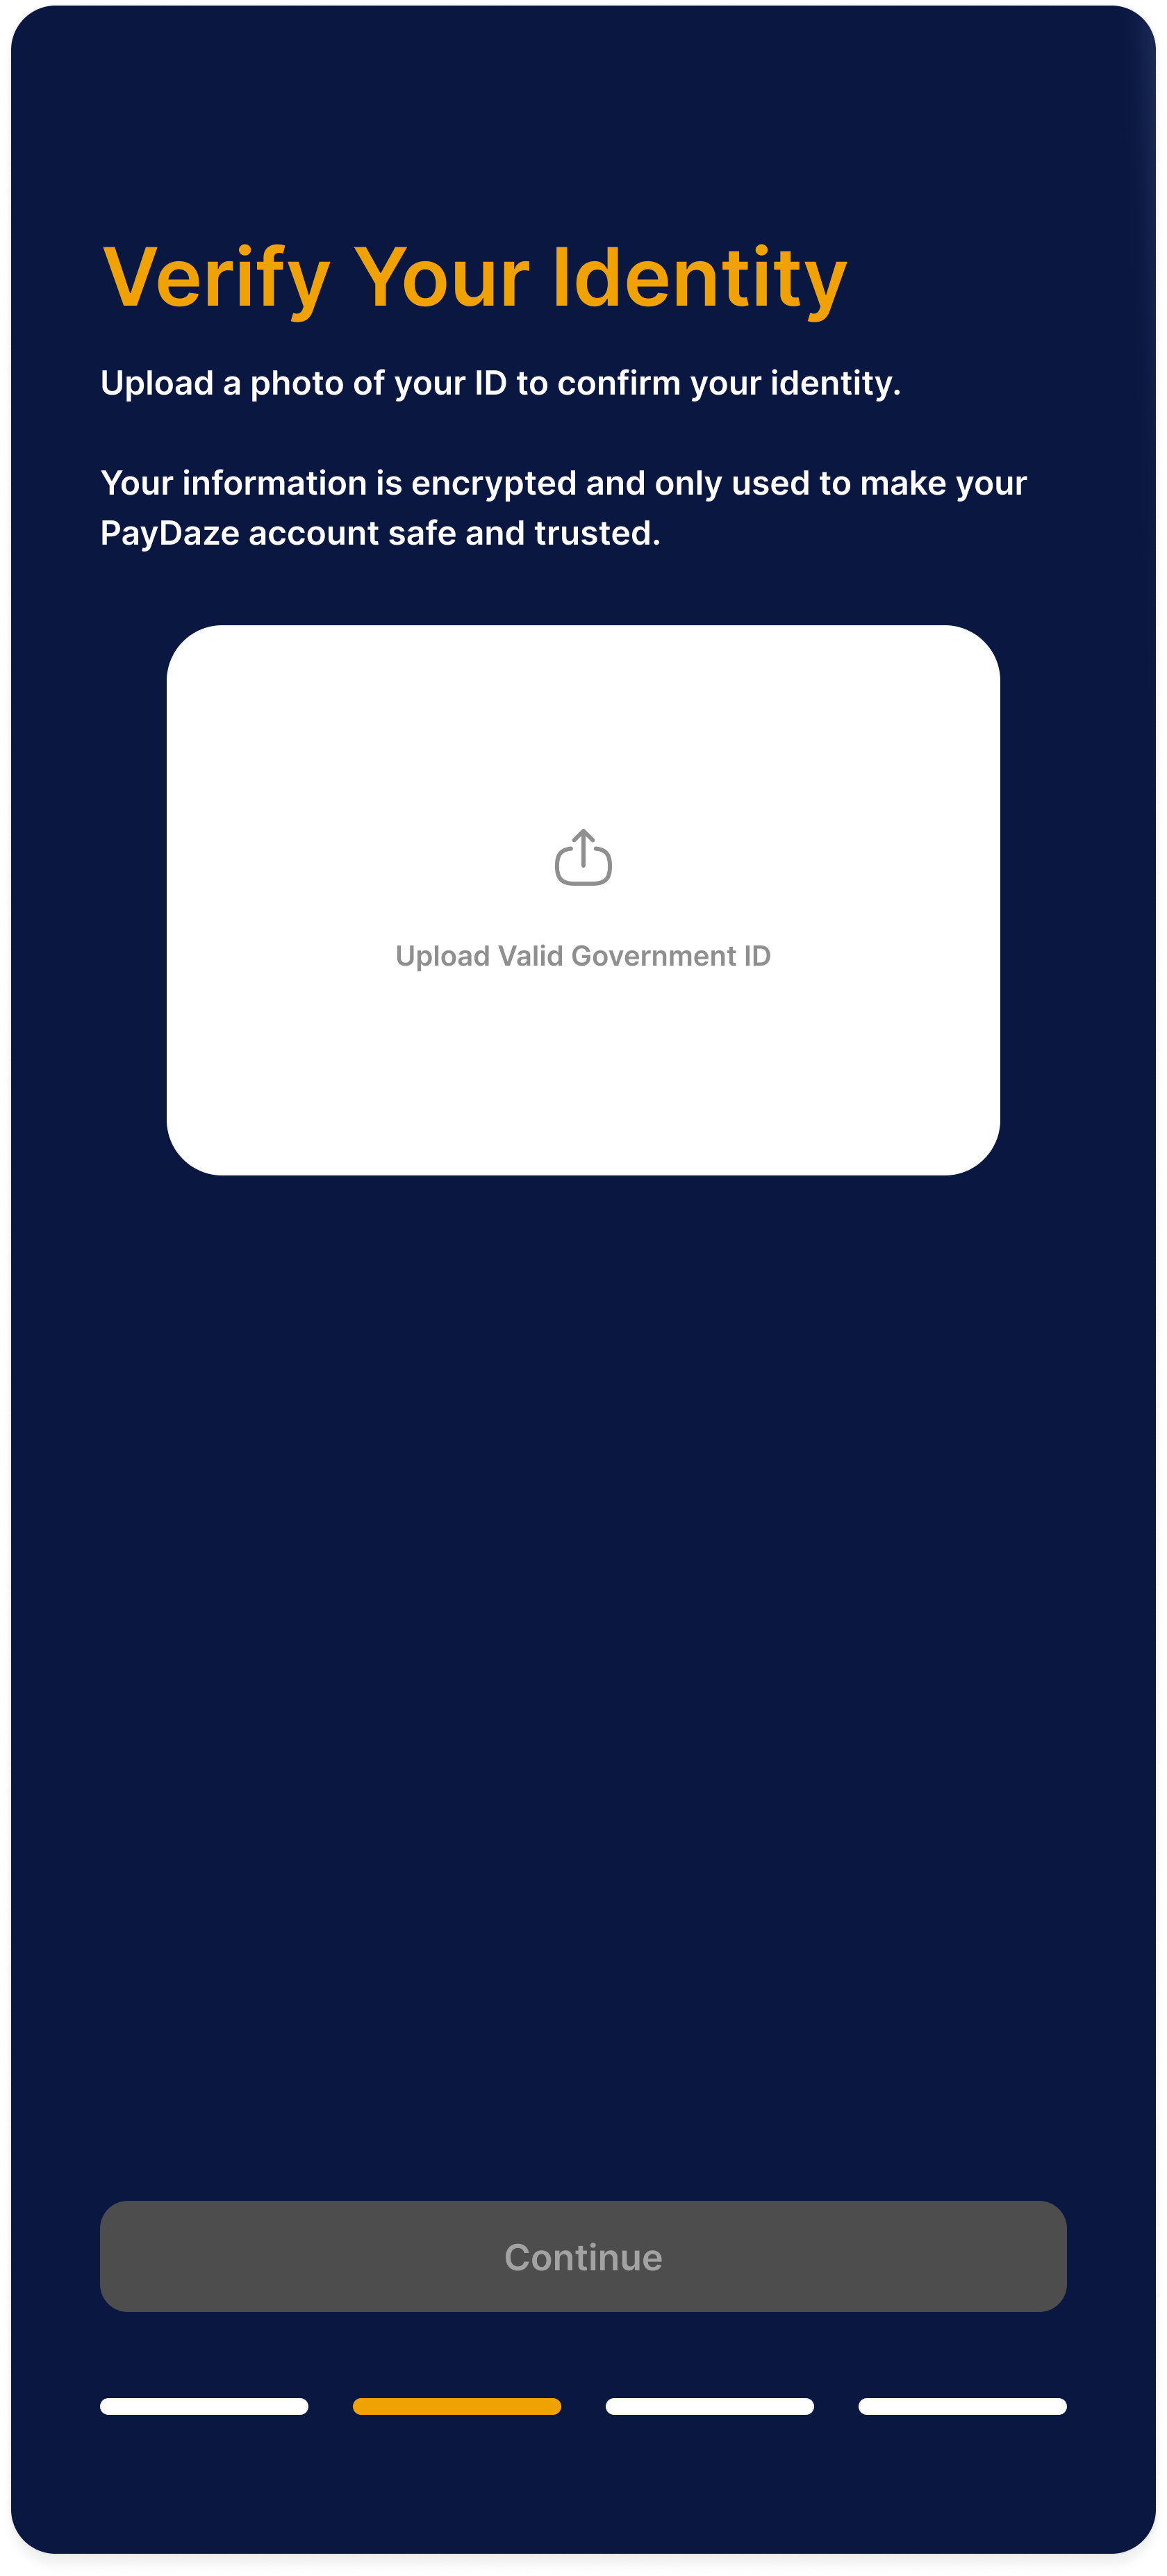 Verify Your Identity
Upload a photo of your ID to confirm your identity.
Your information is encrypted and only used to make your
PayDaze account safe and trusted.
Upload Valid Government ID
Continue